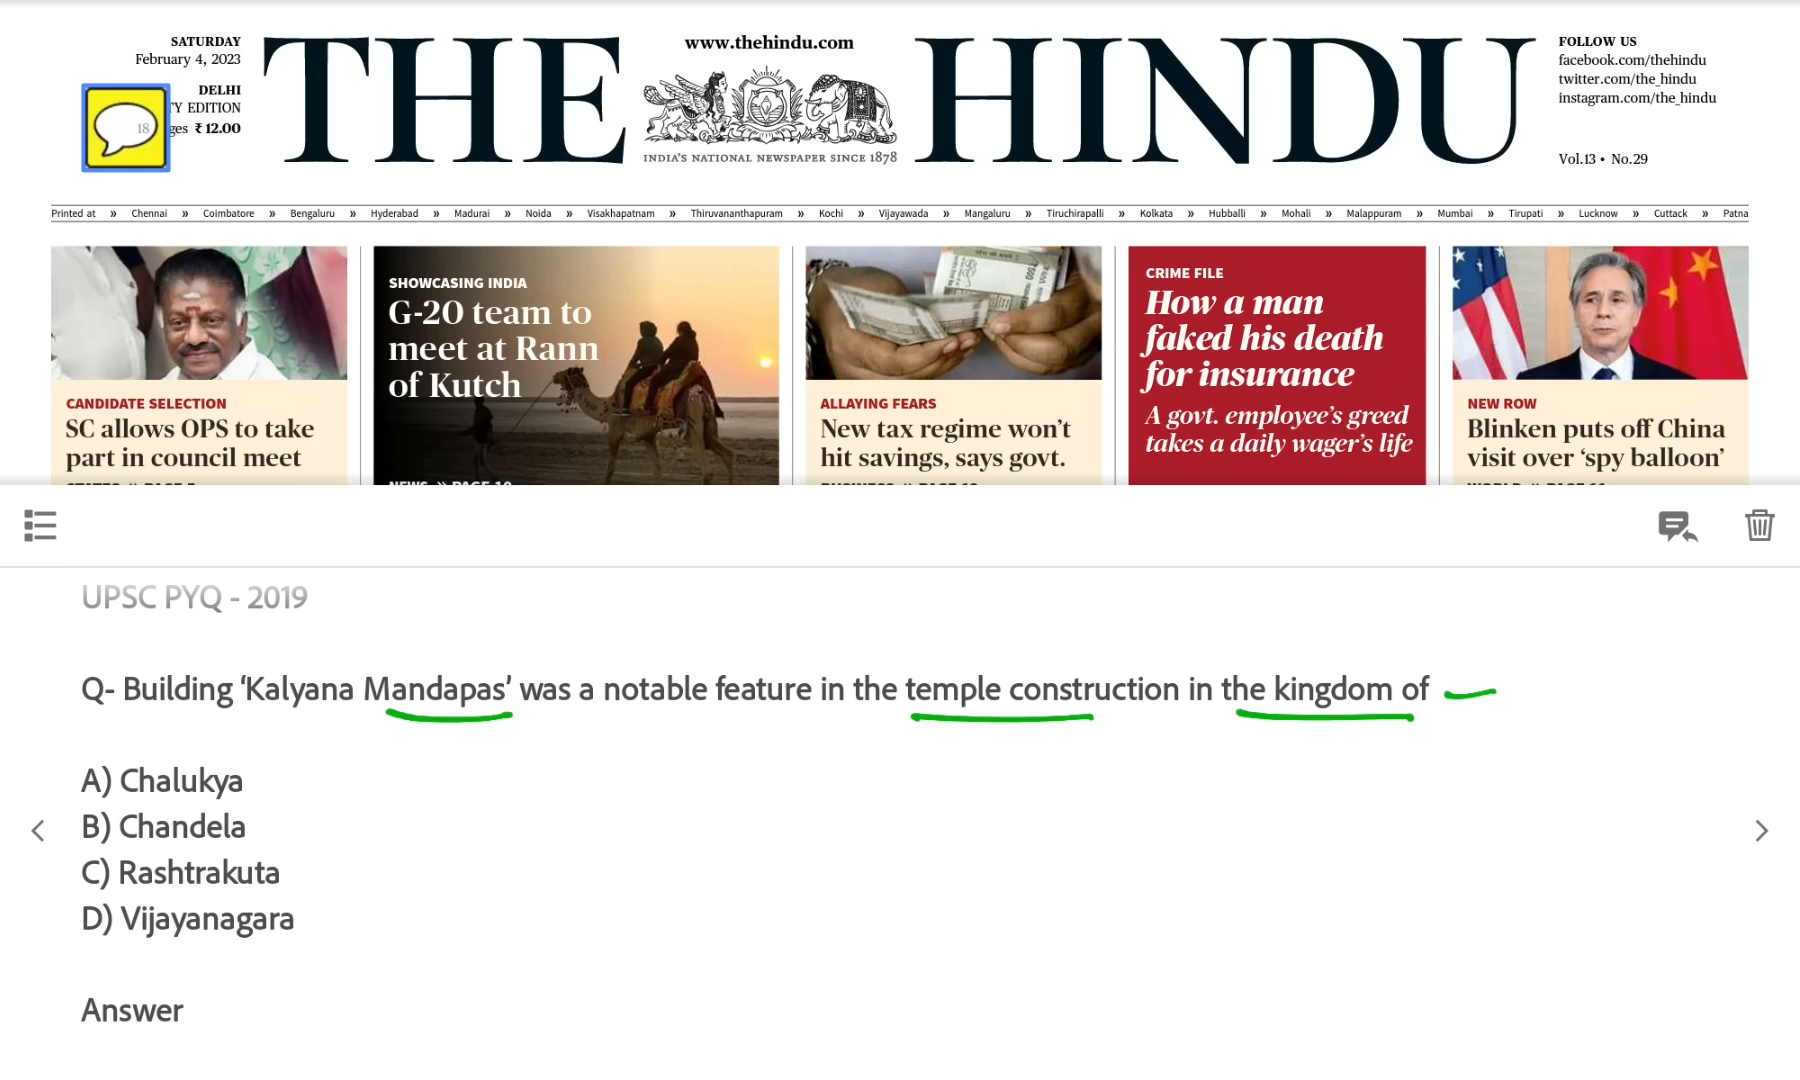 SATURDAY
February 4, 2023
DELHI
TY EDITION
18 ges ₹ 12.00
THE HINDU
www.thehindu.com
INDIA'S NATIONAL NEWSPAPER SINCE 1878
FOLLOW US
facebook.com/thehindu
twitter.com/the_hindu
instagram.com/the_hindu
Vol.13 • No.29
Printed at » Chennai » Coimbatore » Bengaluru » Hyderabad » Madurai » Noida » Visakhapatnam » Thiruvananthapuram » Kochi » Vijayawada » Mangaluru » Tiruchirapalli » Kolkata » Hubballi » Mohali » Malappuram » Mumbai » Tirupati » Lucknow » Cuttack » Patna
CANDIDATE SELECTION
SC allows OPS to take
part in council meet
SHOWCASING INDIA
G-20 team to
meet at Rann
of Kutch
NEWS » PAGE 10
ALLAYING FEARS
New tax regime won't
hit savings, says govt.
CRIME FILE
How a man
faked his death
for insurance
A govt. employee's greed
takes a daily wager's life
NEW ROW
Blinken puts off China
visit over 'spy balloon'
UPSC PYQ - 2019
Q- Building 'Kalyana Mandapas' was a notable feature in the temple construction in the kingdom of
A) Chalukya
B) Chandela
C) Rashtrakuta
D) Vijayanagara
Answer